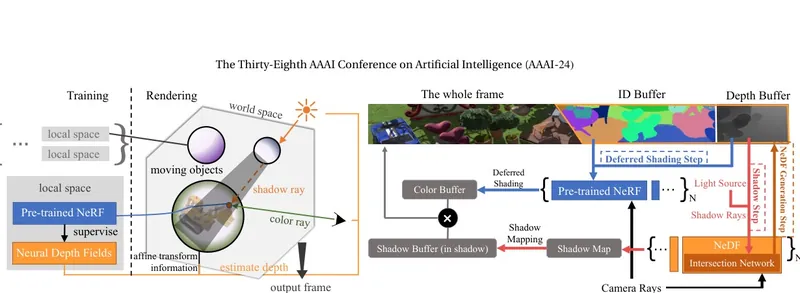 The Thirty-Eighth AAAI Conference on Artificial Intelligence (AAAI-24)
Training
Rendering
world space
local space
local space
...
moving objects
shadow ray
local space
Pre-trained NeRF
supervise
Neural Depth Fields
color ray
affine transform
information
estimate depth
output frame
The whole frame
ID Buffer
Depth Buffer
Deferred Shading Step
NeDF Generation Step
Shadow Step
Deferred
Shading
Color Buffer
Pre-trained NeRF
...
N
Light Source
Shadow Rays
Shadow
Mapping
Shadow Buffer (in shadow)
Shadow Map
...
NeDF
Intersection Network
N
Camera Rays